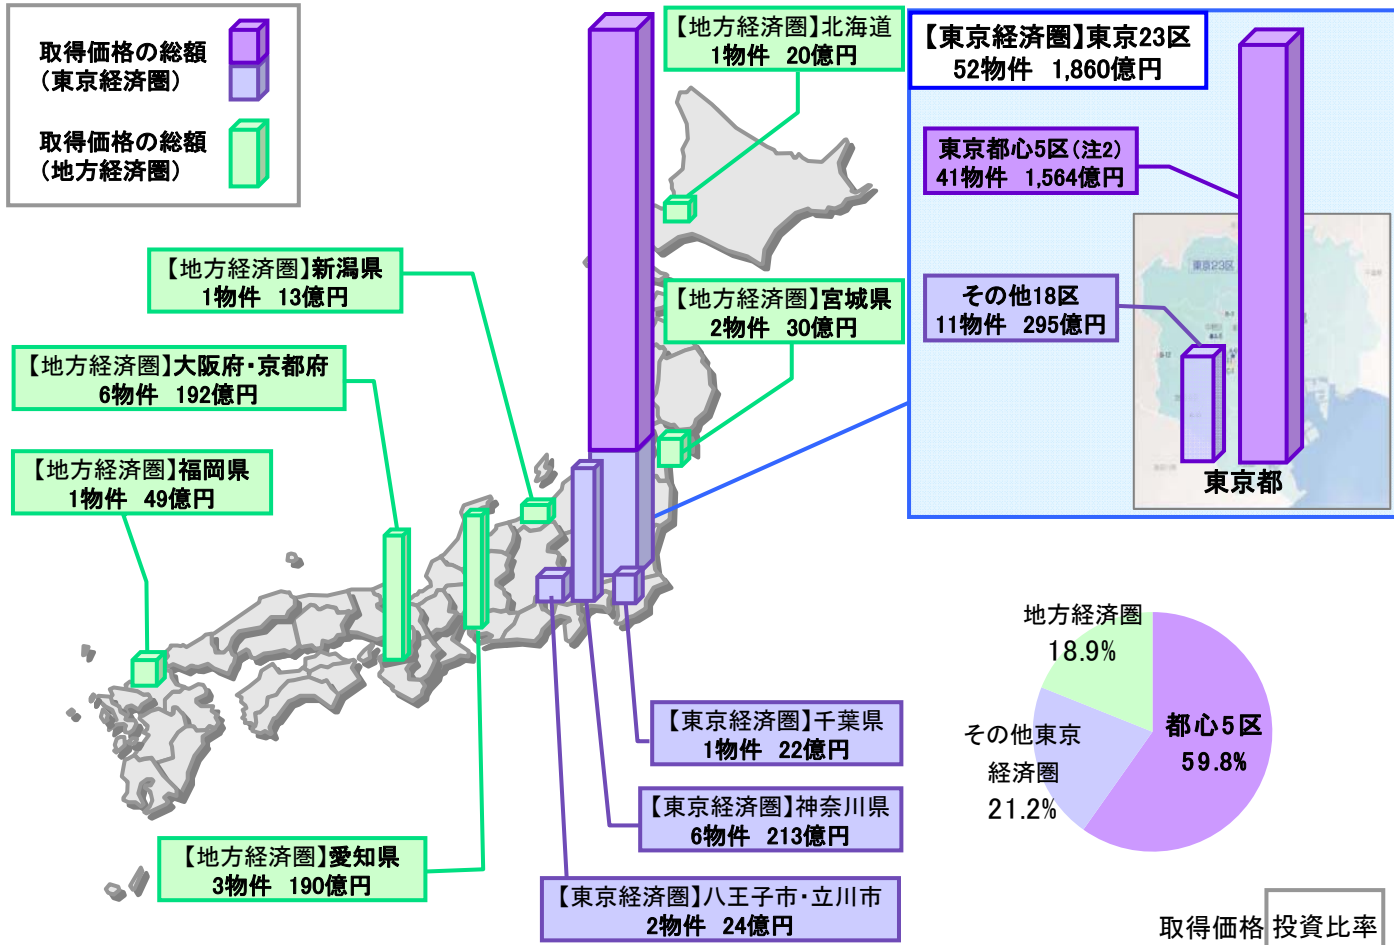 取得価格の総額
(東京経済圏)
取得価格の総額
(地方経済圏)
【地方経済圏】北海道
1物件 20億円
【東京経済圏】東京23区
52物件 1,860億円
東京都心5区(注2)
41物件 1,564億円
東京23区
その他18区
11物件 295億円
東京都
【地方経済圏】新潟県
1物件 13億円
【地方経済圏】宮城県
2物件 30億円
【地方経済圏】大阪府・京都府
6物件 192億円
【地方経済圏】福岡県
1物件 49億円
【東京経済圏】千葉県
1物件 22億円
【東京経済圏】神奈川県
6物件 213億円
【地方経済圏】愛知県
3物件 190億円
【東京経済圏】八王子市・立川市
2物件 24億円
地方経済圏
18.9%
都心5区
59.8%
その他東京
経済圏
21.2%
取得価格 投資比率